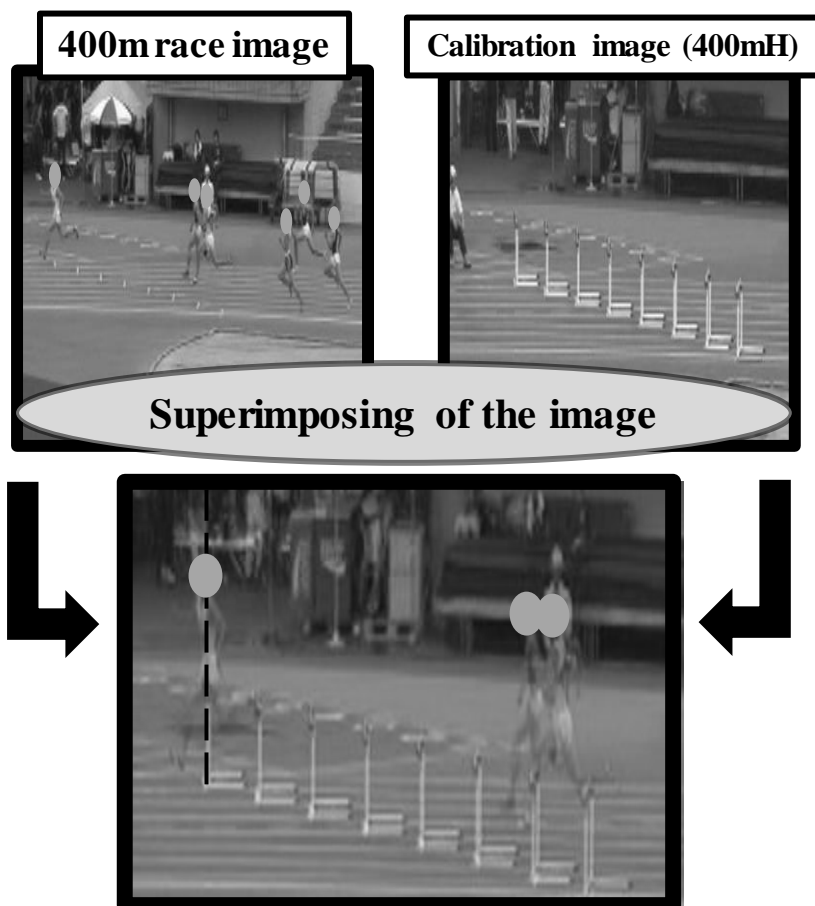 400m race image
Calibration image (400mH)
Superimposing of the image